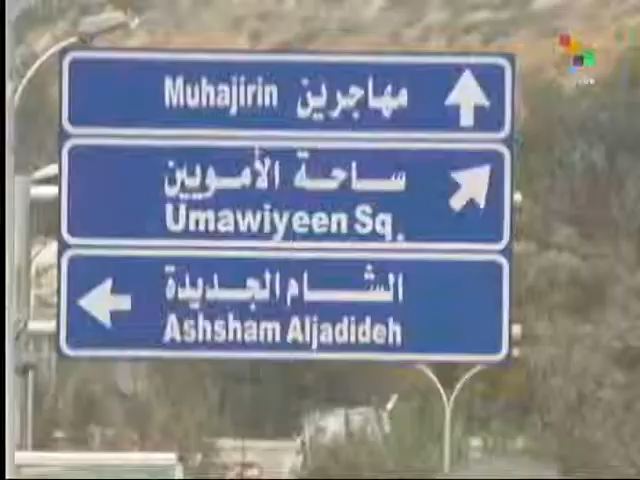 Muhajirin مهاجرين
ساحة الأمويين
Umawiyeen Sq.
الشام الجديدة
Ashsham Aljadideh